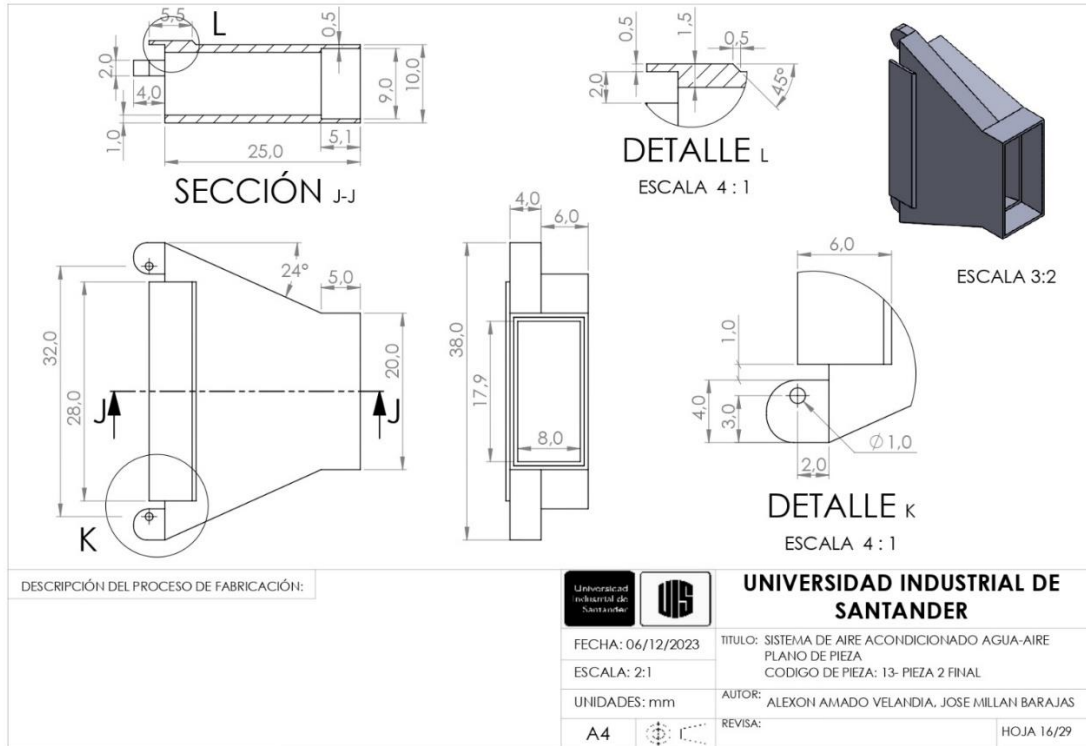 5,5
L
0,5
2,0
4,0
1,0
9,0
10,0
5,1
25,0
SECCIÓN J-J
0,5
1,5
0,5
2,0
45°
DETALLE L
ESCALA 4 : 1
ESCALA 3:2
24°
5,0
32,0
28,0
20,0
J
J
K
4,0
6,0
38,0
17,9
8,0
6,0
1,0
4,0
3,0
Ø1,0
2,0
DETALLE K
ESCALA 4 : 1
DESCRIPCIÓN DEL PROCESO DE FABRICACIÓN:
Universidad
Industrial de
Santander
UIS
UNIVERSIDAD INDUSTRIAL DE
SANTANDER
FECHA: 06/12/2023
TITULO: SISTEMA DE AIRE ACONDICIONADO AGUA-AIRE
PLANO DE PIEZA
CODIGO DE PIEZA: 13- PIEZA 2 FINAL
ESCALA: 2:1
UNIDADES: mm
AUTOR: ALEXON AMADO VELANDIA, JOSE MILLAN BARAJAS
A4
REVISA:
HOJA 16/29